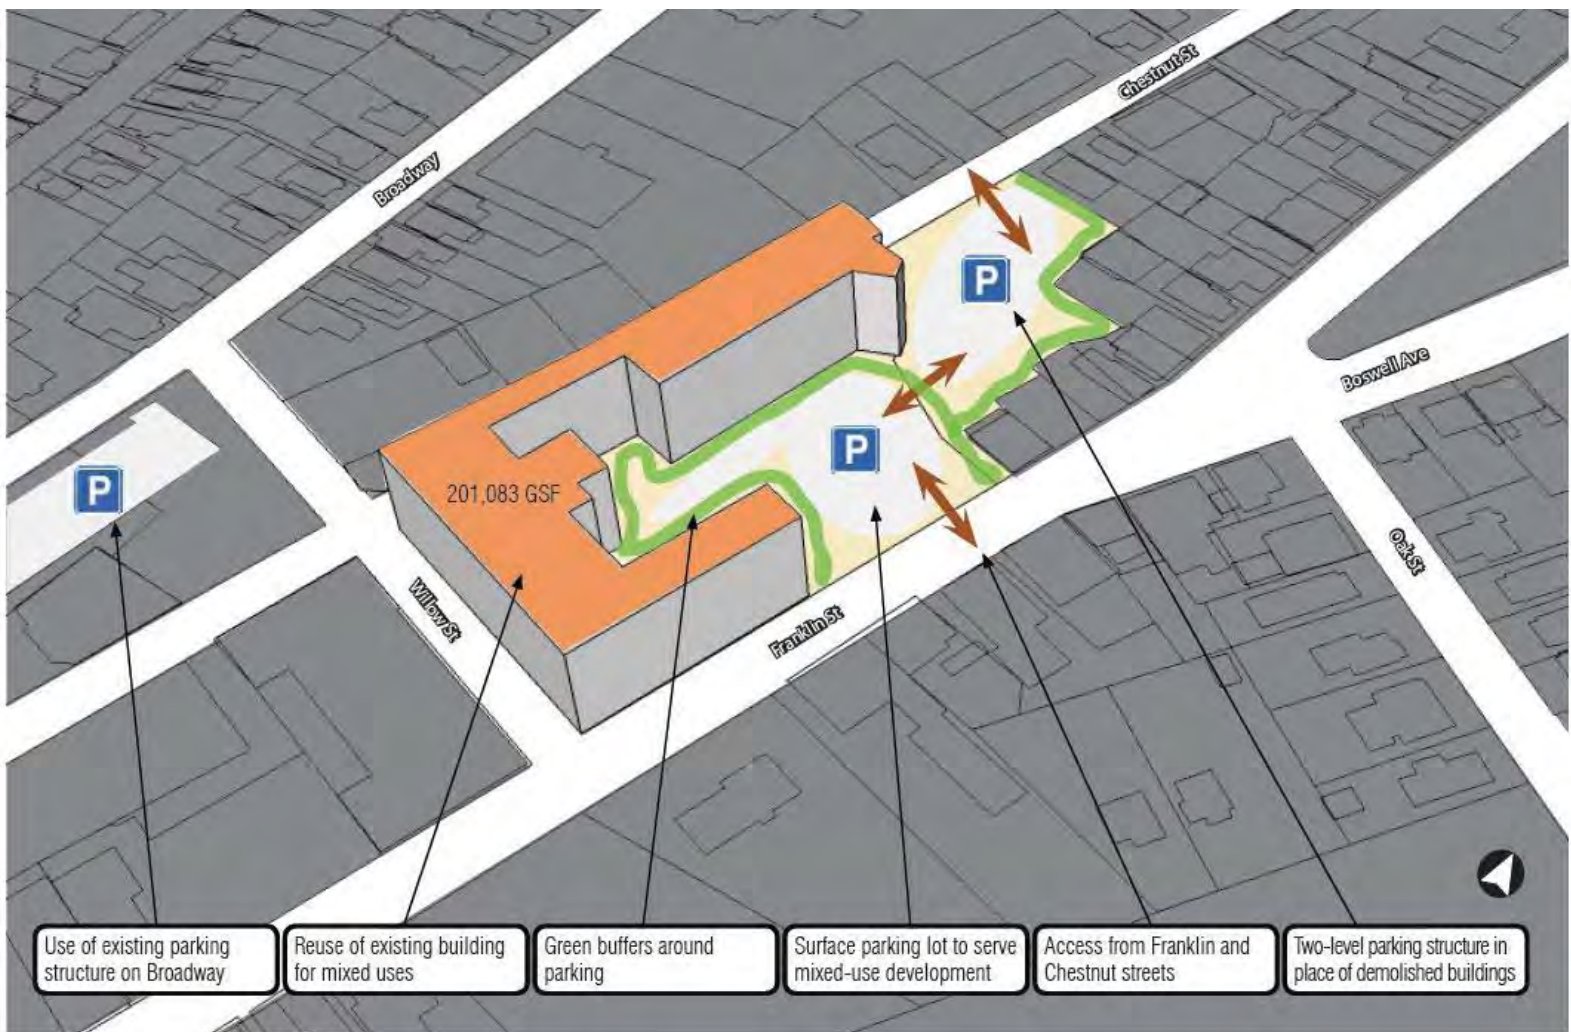 Chestnut St
Broadway
P
Boswell Ave
P
P
201,083 GSF
Oak St
Willow St
Franklin St
Use of existing parking
structure on Broadway
Reuse of existing building
for mixed uses
Green buffers around
parking
Surface parking lot to serve
mixed-use development
Access from Franklin and
Chestnut streets
Two-level parking structure in
place of demolished buildings